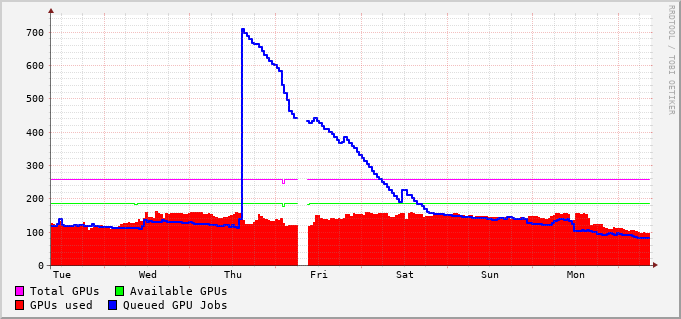 RRDTOOL / TOBI OETIKER
700
600
500
400
300
200
100
0
Tue Wed Thu Fri Sat Sun Mon
Total GPUs Available GPUs
GPUs used Queued GPU Jobs